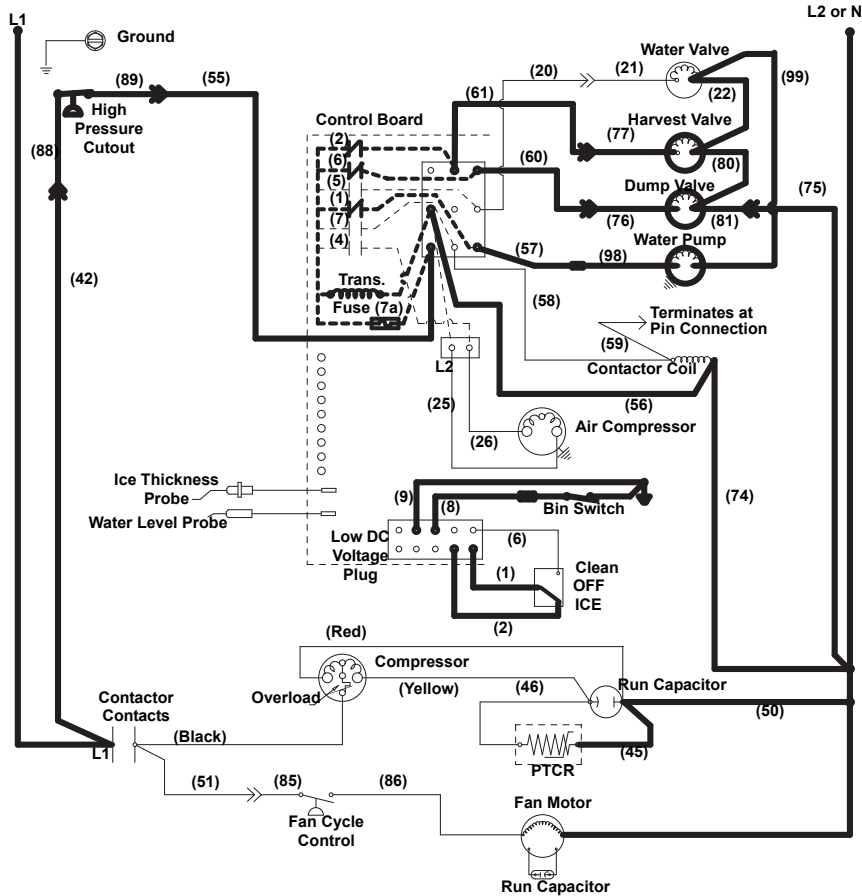 L1
L2 or N
Ground
Water Valve
(20)
(21)
(22)
(99)
(89)
(55)
High
Pressure
Cutout
(88)
Control Board
(61)
Harvest Valve
(77)
(80)
(2)
(6)
(5)
(1)
(7)
(4)
(60)
Dump Valve
(76)
(81)
(75)
Water Pump
(57)
(98)
(42)
Trans.
Fuse (7a)
(58)
Terminates at
Pin Connection
(59)
Contactor Coil
L2
(56)
(25)
(26)
Air Compressor
Ice Thickness
Probe
Water Level Probe
(9)
(8)
Bin Switch
(74)
Low DC
Voltage
Plug
(6)
(1)
(2)
Clean
OFF
ICE
(Red)
Compressor
Overload
(Yellow)
(46)
Run Capacitor
(50)
Contactor
Contacts
L1
(Black)
(45)
PTCR
(51)
(85)
(86)
Fan Cycle
Control
Fan Motor
Run Capacitor